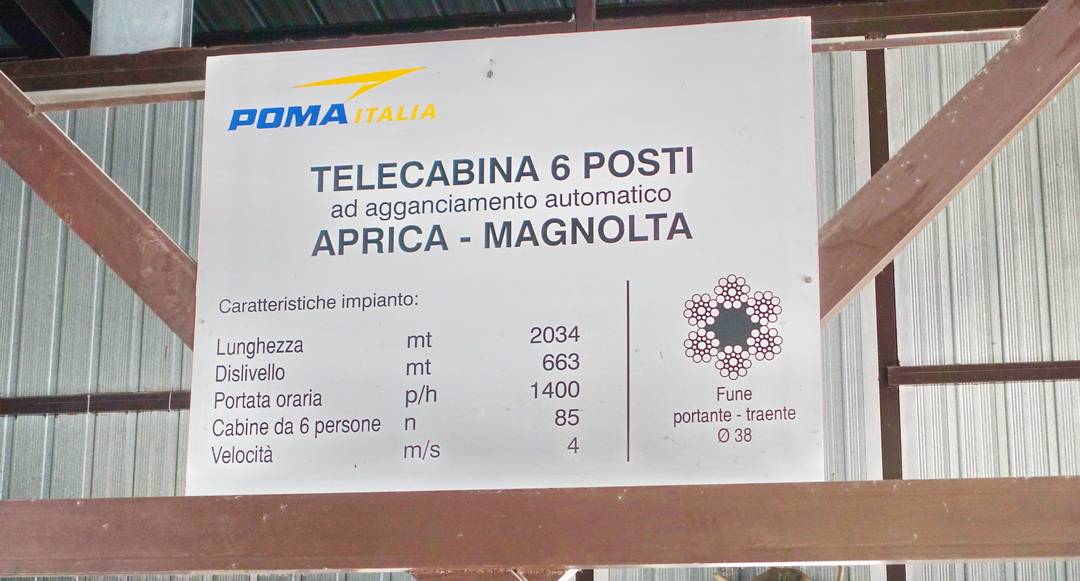 POMA ITALIA
TELECABINA 6 POSTI
ad agganciamento automatico
APRICA - MAGNOLTA
Caratteristiche impianto:
Lunghezza mt 2034
Dislivello mt 663
Portata oraria p/h 1400
Cabine da 6 persone n 85
Velocità m/s 4
Fune
portante - traente
Ø 38